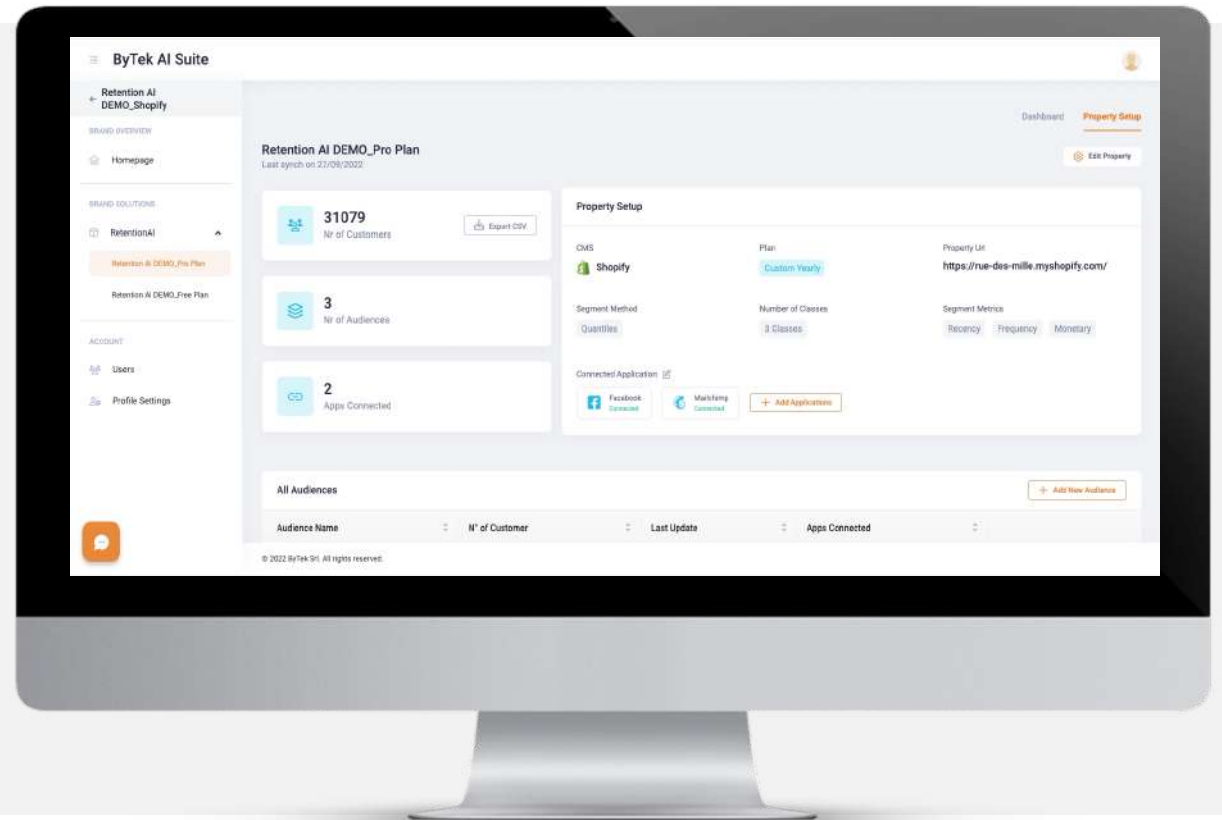 ByTek AI Suite
Retention AI
DEMO_Shopify
BRAND OVERVIEW
Homepage
BRAND SOLUTIONS
RetentionAI
Retention AI DEMO_Pro Plan
Retention AI DEMO_Free Plan
ACCOUNT
Users
Profile Settings
Dashboard
Property Setup
Retention AI DEMO_Pro Plan
Last synch on 27/09/2022
Edit Property
31079
Nr of Customers
Export CSV
3
Nr of Audiences
2
Apps Connected
Property Setup
CMS
Shopify
Plan
Custom Yearly
Property Url
https://rue-des-mille.myshopify.com/
Segment Method
Quantiles
Number of Classes
3 Classes
Segment Metrics
Recency Frequency Monetary
Connected Application
Facebook
Connected
Mailchimp
Connected
+ Add Applications
All Audiences
+ Add New Audience
Audience Name N° of Customer Last Update Apps Connected
© 2022 ByTek Srl. All rights reserved.